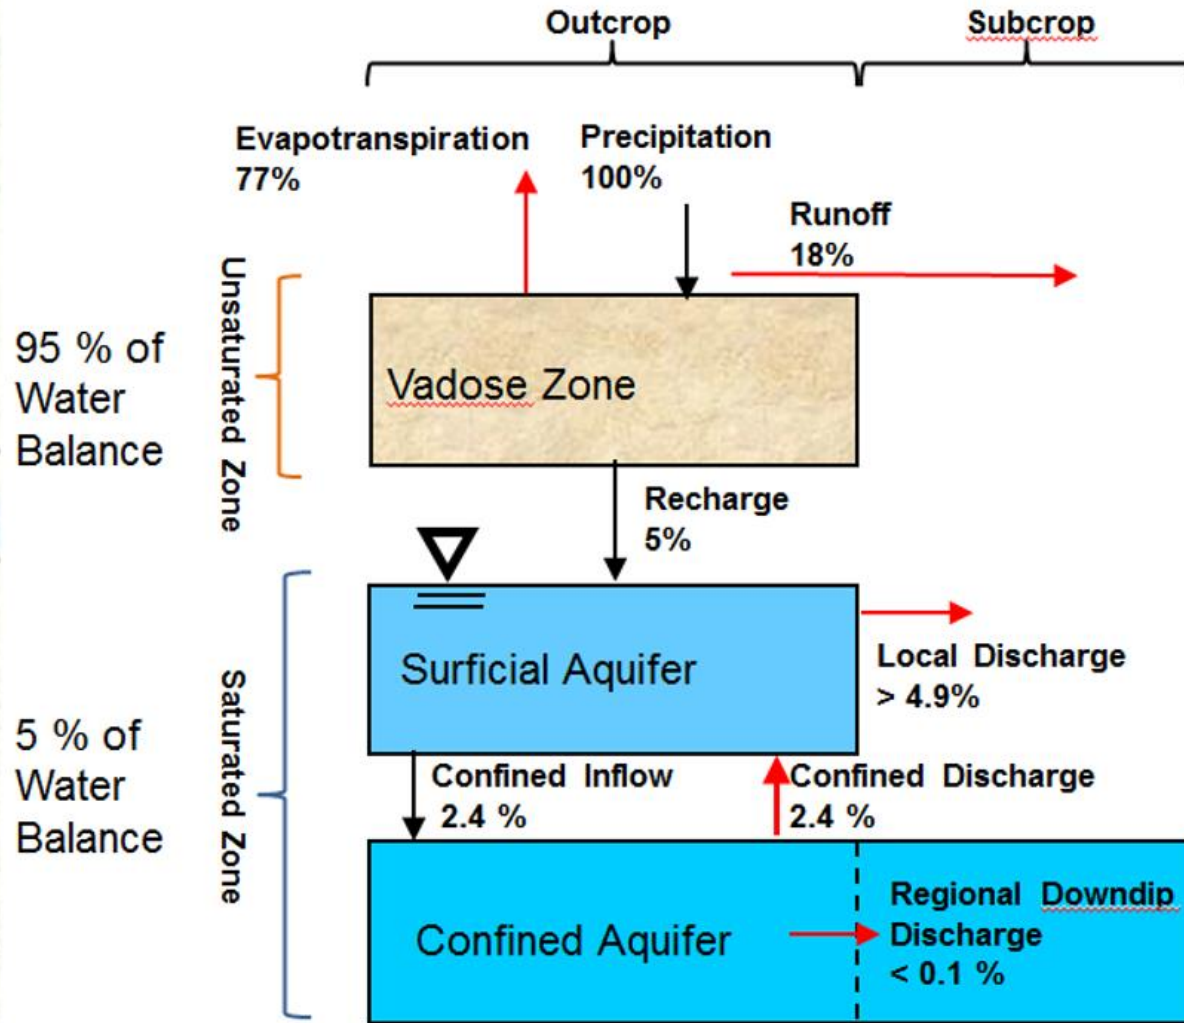 Outcrop
Subcrop
Evapotranspiration
77%
Precipitation
100%
Runoff
18%
95 % of
Water
Balance
Unsaturated Zone
Vadose Zone
Recharge
5%
5 % of
Water
Balance
Saturated Zone
Surficial Aquifer
Local Discharge
> 4.9%
Confined Inflow
2.4 %
Confined Discharge
2.4 %
Confined Aquifer
Regional Downdip
Discharge
< 0.1 %